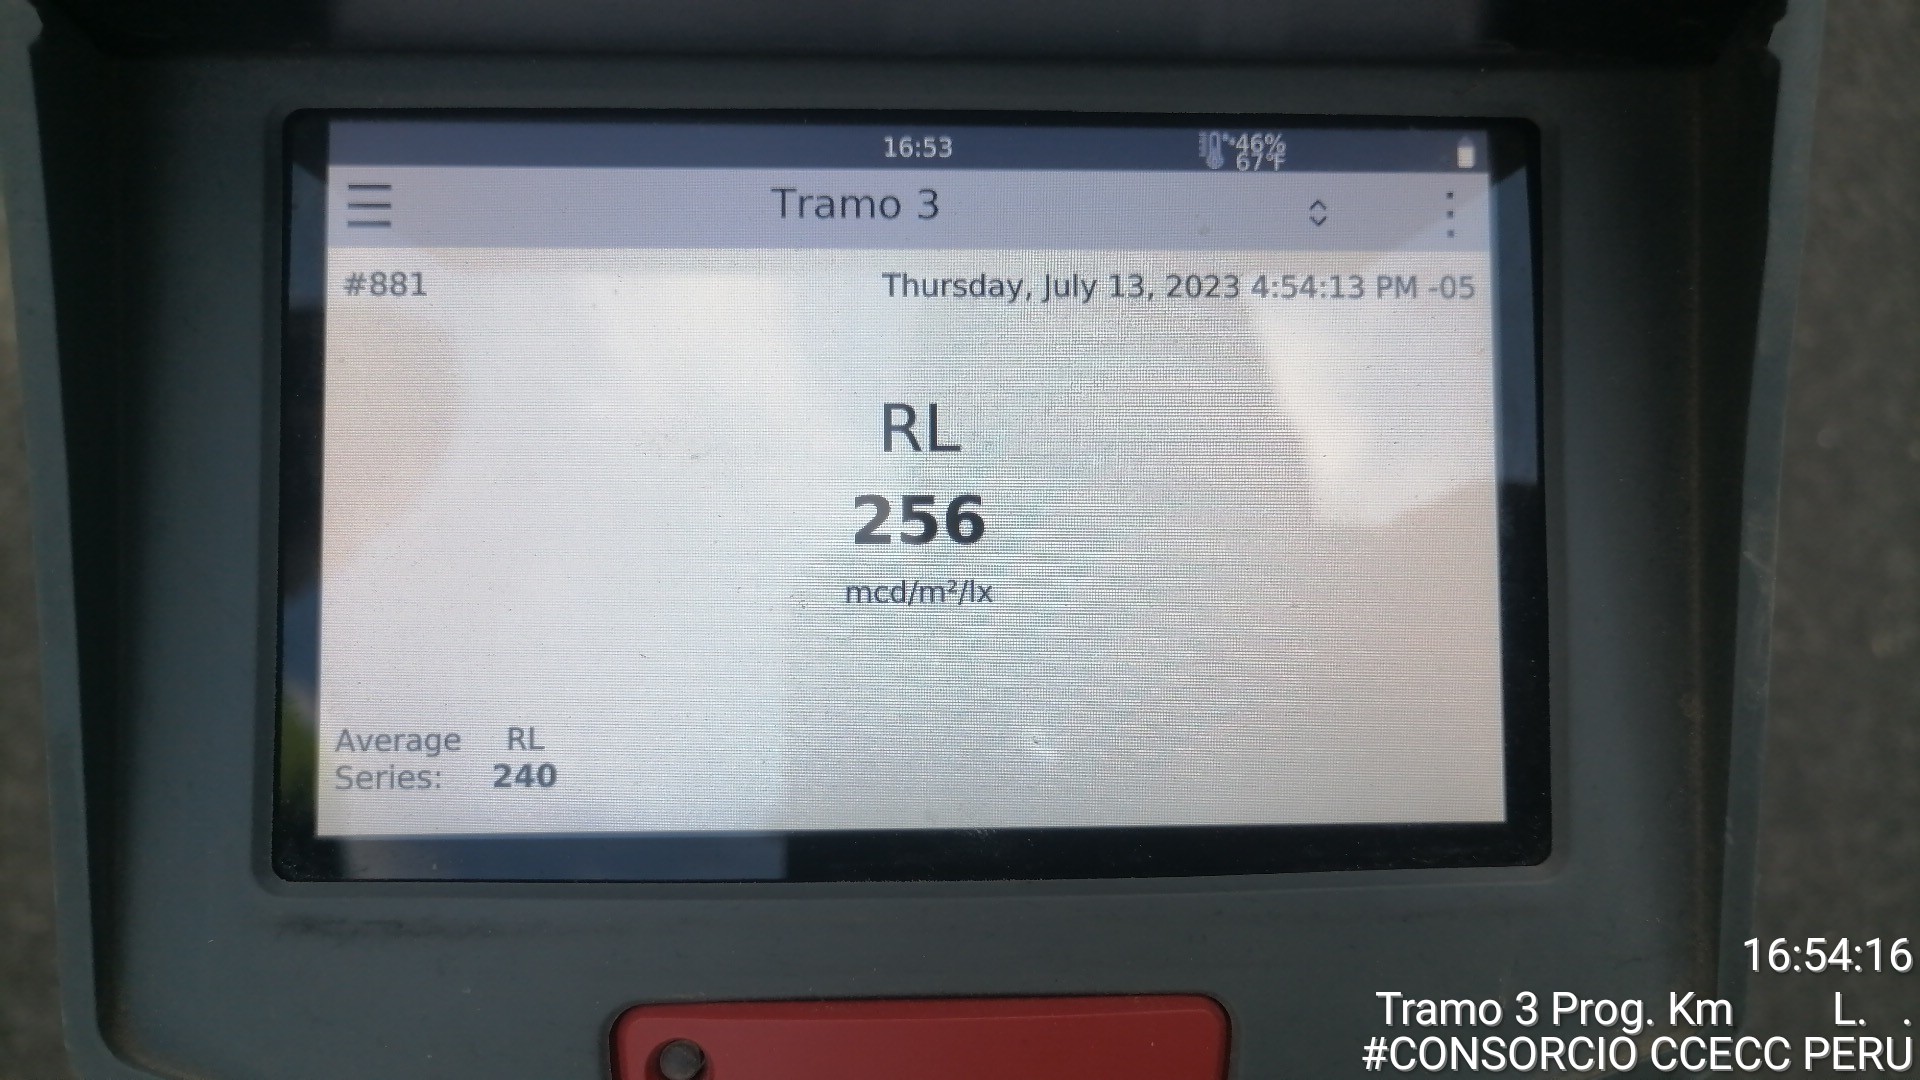 16:53
46%
67°F
Tramo 3
#881
Thursday, July 13, 2023 4:54:13 PM -05
RL
256
mcd/m²/lx
Average RL
Series: 240
16:54:16
Tramo 3 Prog. Km L. .
#CONSORCIO CCECC PERU